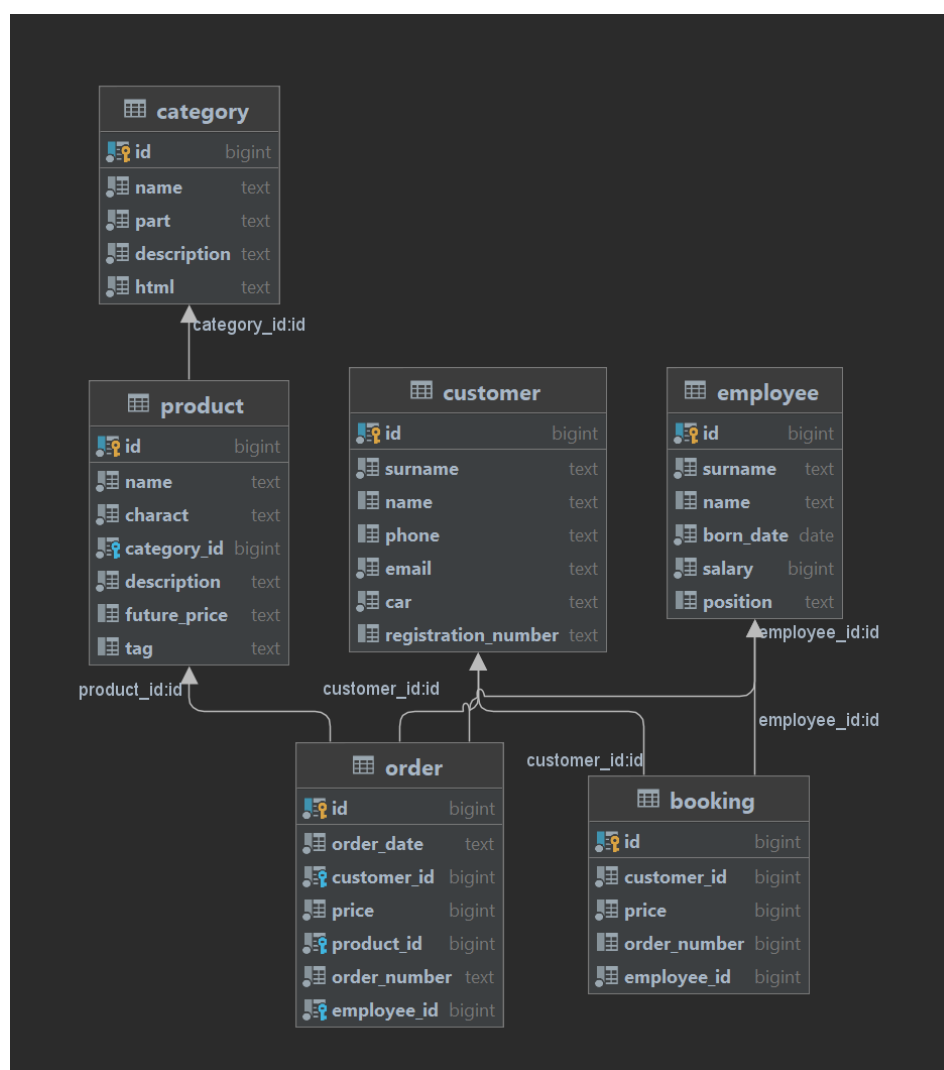 category
id bigint
name text
part text
description text
html text
category_id:id
product
id bigint
name text
charact text
category_id bigint
description text
future_price text
tag text
customer
id bigint
surname text
name text
phone text
email text
car text
registration_number text
employee
id bigint
surname text
name text
born_date date
salary bigint
position text
employee_id:id
product_id:id
customer_id:id
employee_id:id
customer_id:id
order
id bigint
order_date text
customer_id bigint
price bigint
product_id bigint
order_number text
employee_id bigint
booking
id bigint
customer_id bigint
price bigint
order_number bigint
employee_id bigint